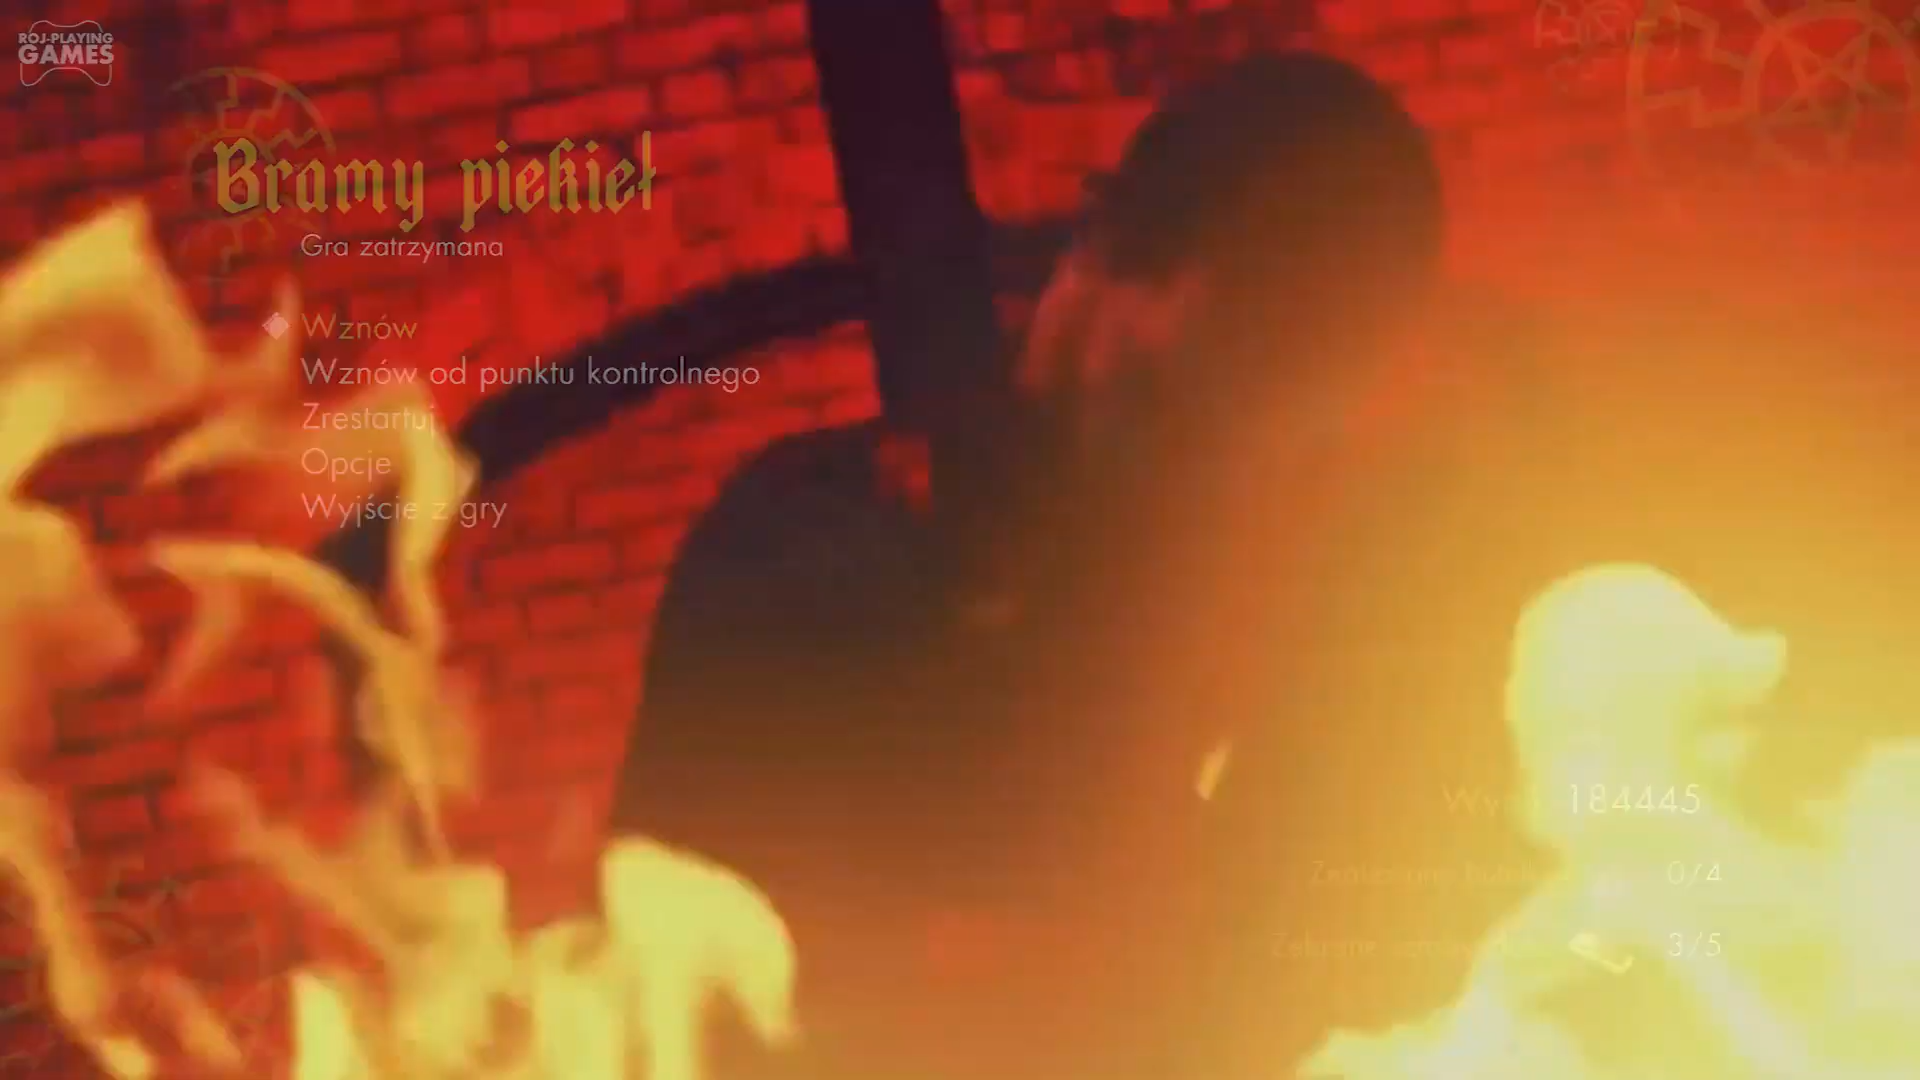 ROJ-PLAYING
GAMES
Bramy piekieł
Gra zatrzymana
Wznów
Wznów od punktu kontrolnego
Zrestartuj
Opcje
Wyjście z gry
184445
0/4
Zebrane
3/5